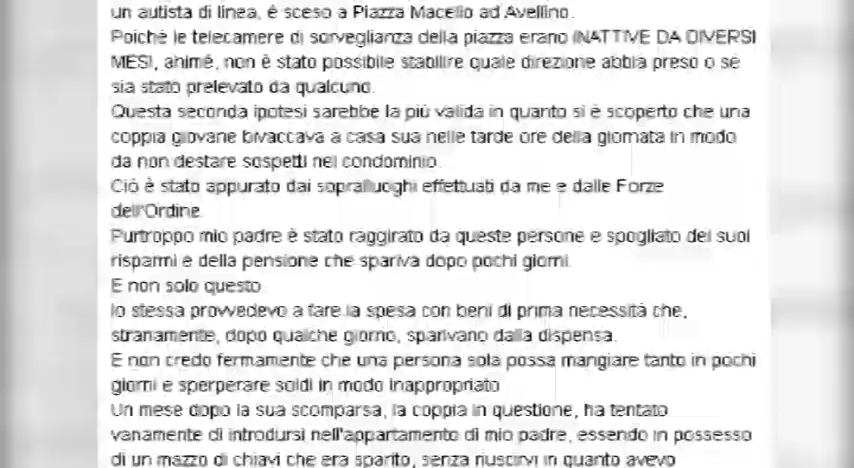 un autista di linea, è sceso a Piazza Macello ad Avellino.
Poichè le telecamere di sorveglianza della piazza erano INATTIVE DA DIVERSI
MESI, ahimè, non è stato possibile stabilire quale direzione abbia preso o se
sia stato prelevato da qualcuno.
Questa seconda ipotesi sarebbe la più valida in quanto si è scoperto che una
coppia giovane bivaccava a casa sua nelle tarde ore della giornata in modo
da non destare sospetti nel condominio.
Ciò è stato appurato dai sopralluoghi effettuati da me e dalle Forze
dell'Ordine.
Purtroppo mio padre è stato raggirato da queste persone e spogliato dei suoi
risparmi e della pensione che spariva dopo pochi giorni.
E non solo questo
Io stessa provvedevo a fare la spesa con beni di prima necessità che,
stranamente, dopo qualche giorno, sparivano dalla dispensa.
E non credo fermamente che una persona sola possa mangiare tanto in pochi
giorni e sperperare soldi in modo inappropriato
Un mese dopo la sua scomparsa, la coppia in questione, ha tentato
vanamente di introdursi nell'appartamento di mio padre, essendo in possesso
di un mazzo di chiavi che era sparito, senza riuscirvi in quanto avevo